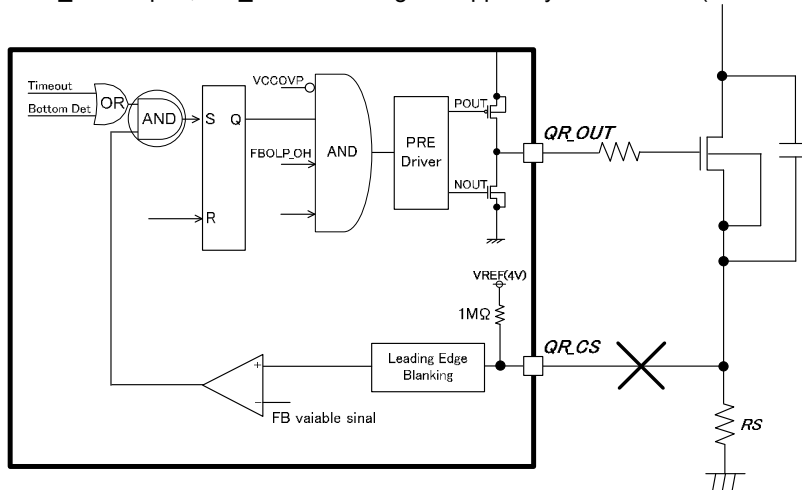 Timeout
Bottom Det
OR
AND
S
Q
R
VCCOVP
FBOLP_OH
AND
PRE
Driver
POUT
NOUT
QR_OUT
VREF(4V)
1MΩ
QR_CS
Leading Edge
Blanking
+
−
FB vaiable sinal
RS